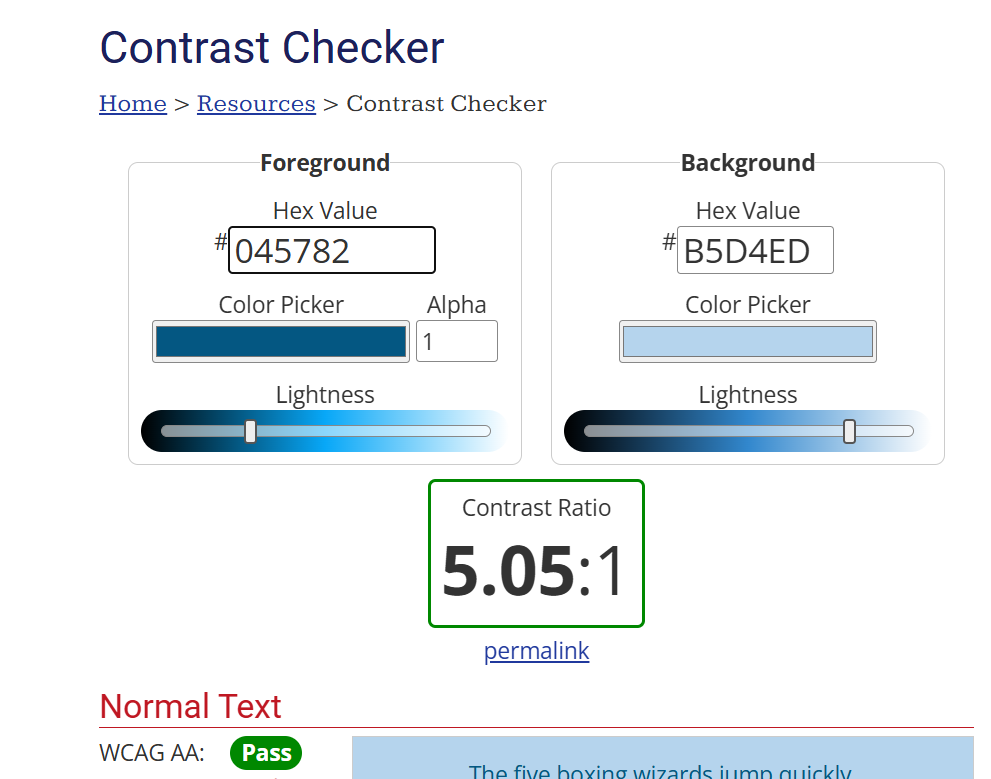 Contrast Checker
Home > Resources > Contrast Checker
Foreground
Hex Value
#045782
Color Picker Alpha
1
Lightness
Background
Hex Value
#B5D4ED
Color Picker
Lightness
Contrast Ratio
5.05:1
permalink
Normal Text
WCAG AA: Pass
The five boxing wizards jump quickly.